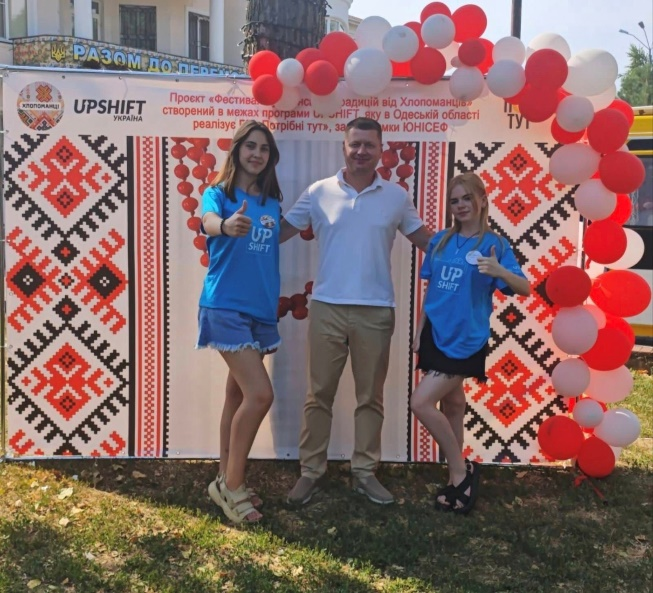 РАЗОМ ДО ПЕРЕМ
ХЛОПОМАНЦІ
UPSHIFT
УКРАЇНА
Проєкт «Фестиваль традицій від Хлопоманців»
створений в межах програми UPSHIFT, яку в Одеській області
реалізує Потрібні тут», за ЮНІСЕФ
ТУТ
UP
SHIFT
UP
SHIFT